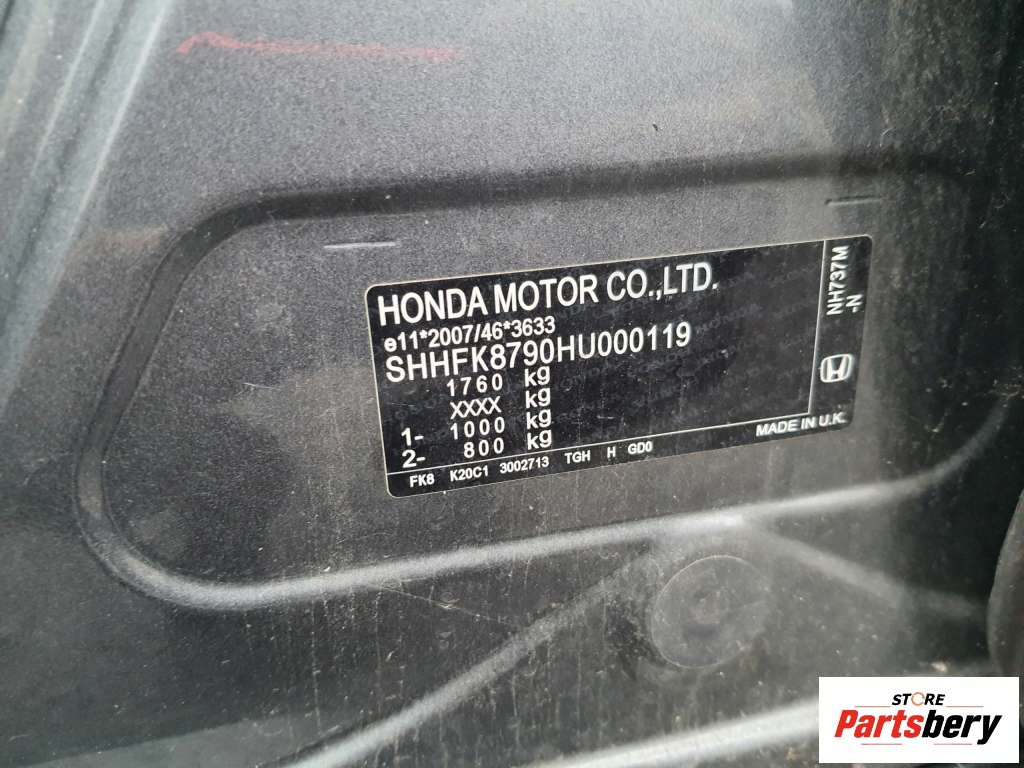 HONDA MOTOR CO.,LTD.
e11*2007/46*3633
SHHFK8790HU000119
1760 kg
XXXX kg
1- 1000 kg
2- 800 kg
FK8 K20C1 3002713 TGH H GD0
MADE IN U.K.
NH737M
-N
STORE
Partsbery